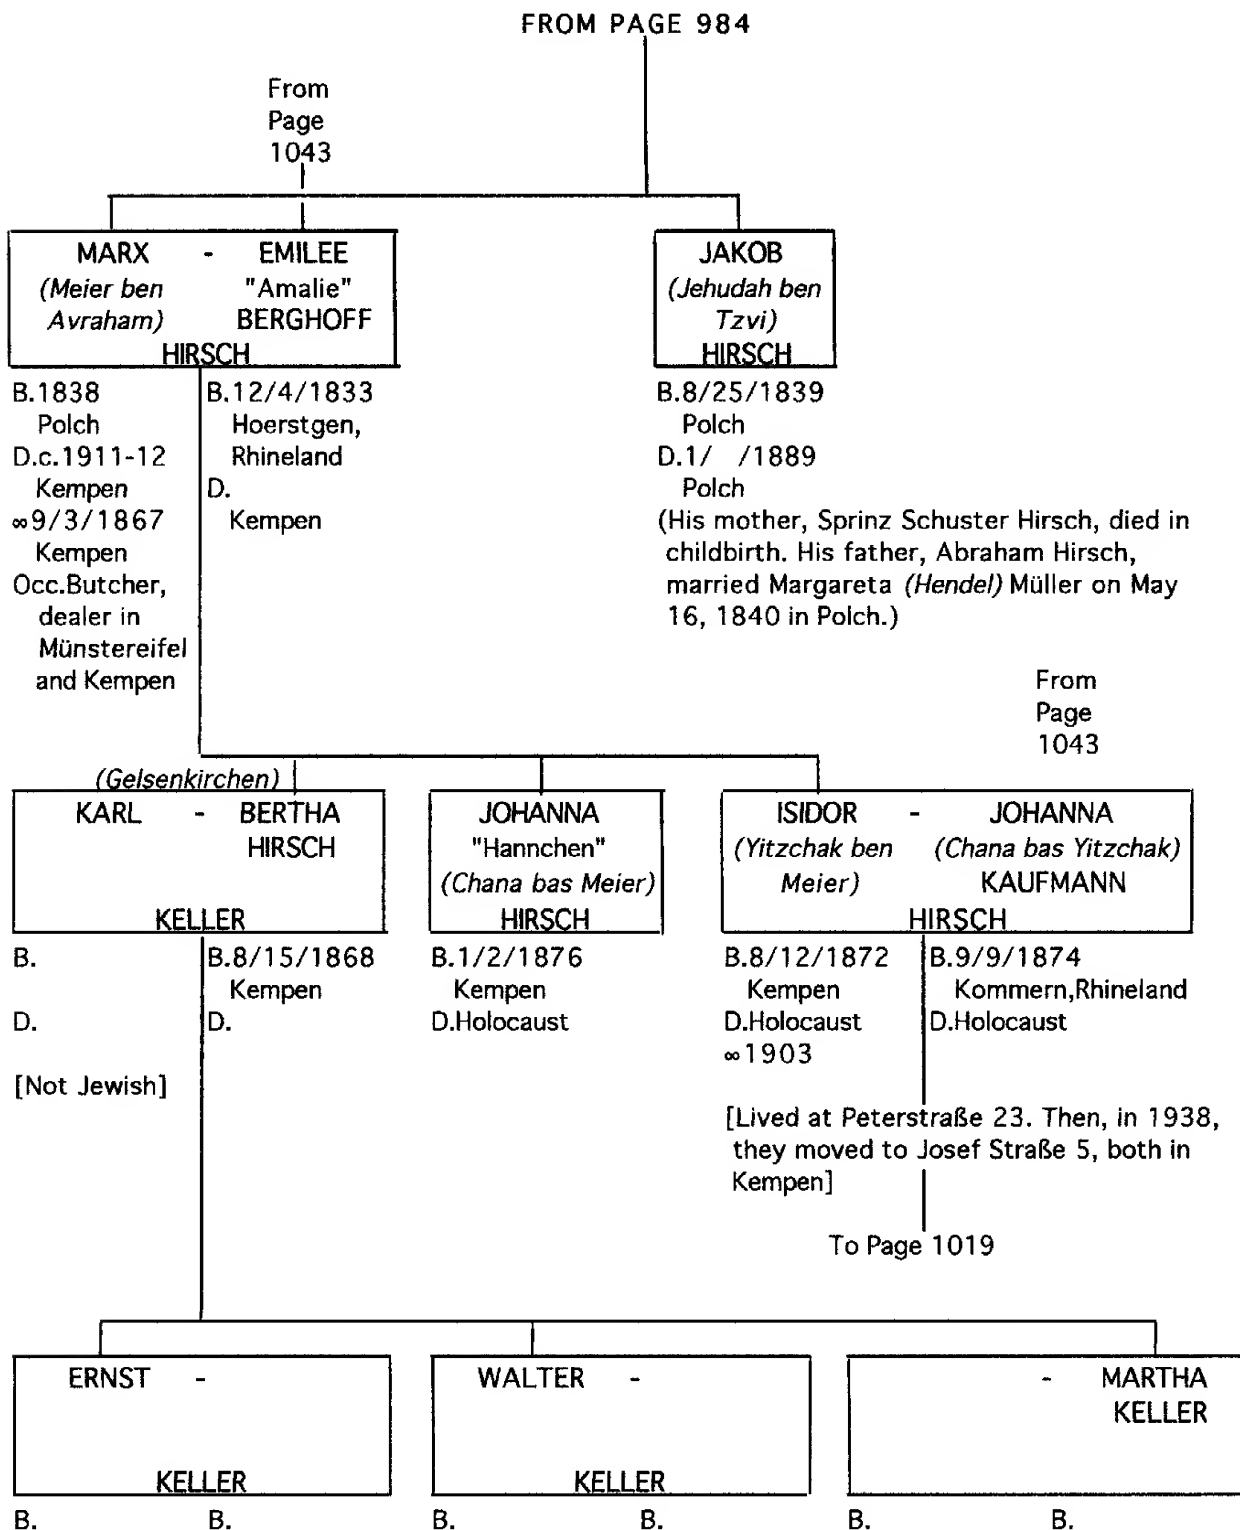 FROM PAGE 984
From
Page
1043
MARX - EMILEE
(Meier ben "Amalie"
Avraham) BERGHOFF
HIRSCH
B.1838
Polch
D.c.1911-12
Kempen
∞9/3/1867
Kempen
Occ.Butcher,
dealer in
Münstereifel
and Kempen
B.12/4/1833
Hoerstgen,
Rhineland
D.
Kempen
JAKOB
(Jehudah ben
Tzvi)
HIRSCH
B.8/25/1839
Polch
D.1/ /1889
Polch
(His mother, Sprinz Schuster Hirsch, died in
childbirth. His father, Abraham Hirsch,
married Margareta (Hendel) Müller on May
16, 1840 in Polch.)
From
Page
1043
(Gelsenkirchen)
KARL - BERTHA
HIRSCH
KELLER
B.
D.
[Not Jewish]
B.8/15/1868
Kempen
D.
JOHANNA
"Hannchen"
(Chana bas Meier)
HIRSCH
B.1/2/1876
Kempen
D.Holocaust
ISIDOR - JOHANNA
(Yitzchak ben (Chana bas Yitzchak)
Meier) KAUFMANN
HIRSCH
B.8/12/1872
Kempen
D.Holocaust
∞1903
B.9/9/1874
Kommern,Rhineland
D.Holocaust
[Lived at Peterstraße 23. Then, in 1938,
they moved to Josef Straße 5, both in
Kempen]
To Page 1019
ERNST -
KELLER
B. B.
WALTER -
KELLER
B. B.
- MARTHA
KELLER
B. B.